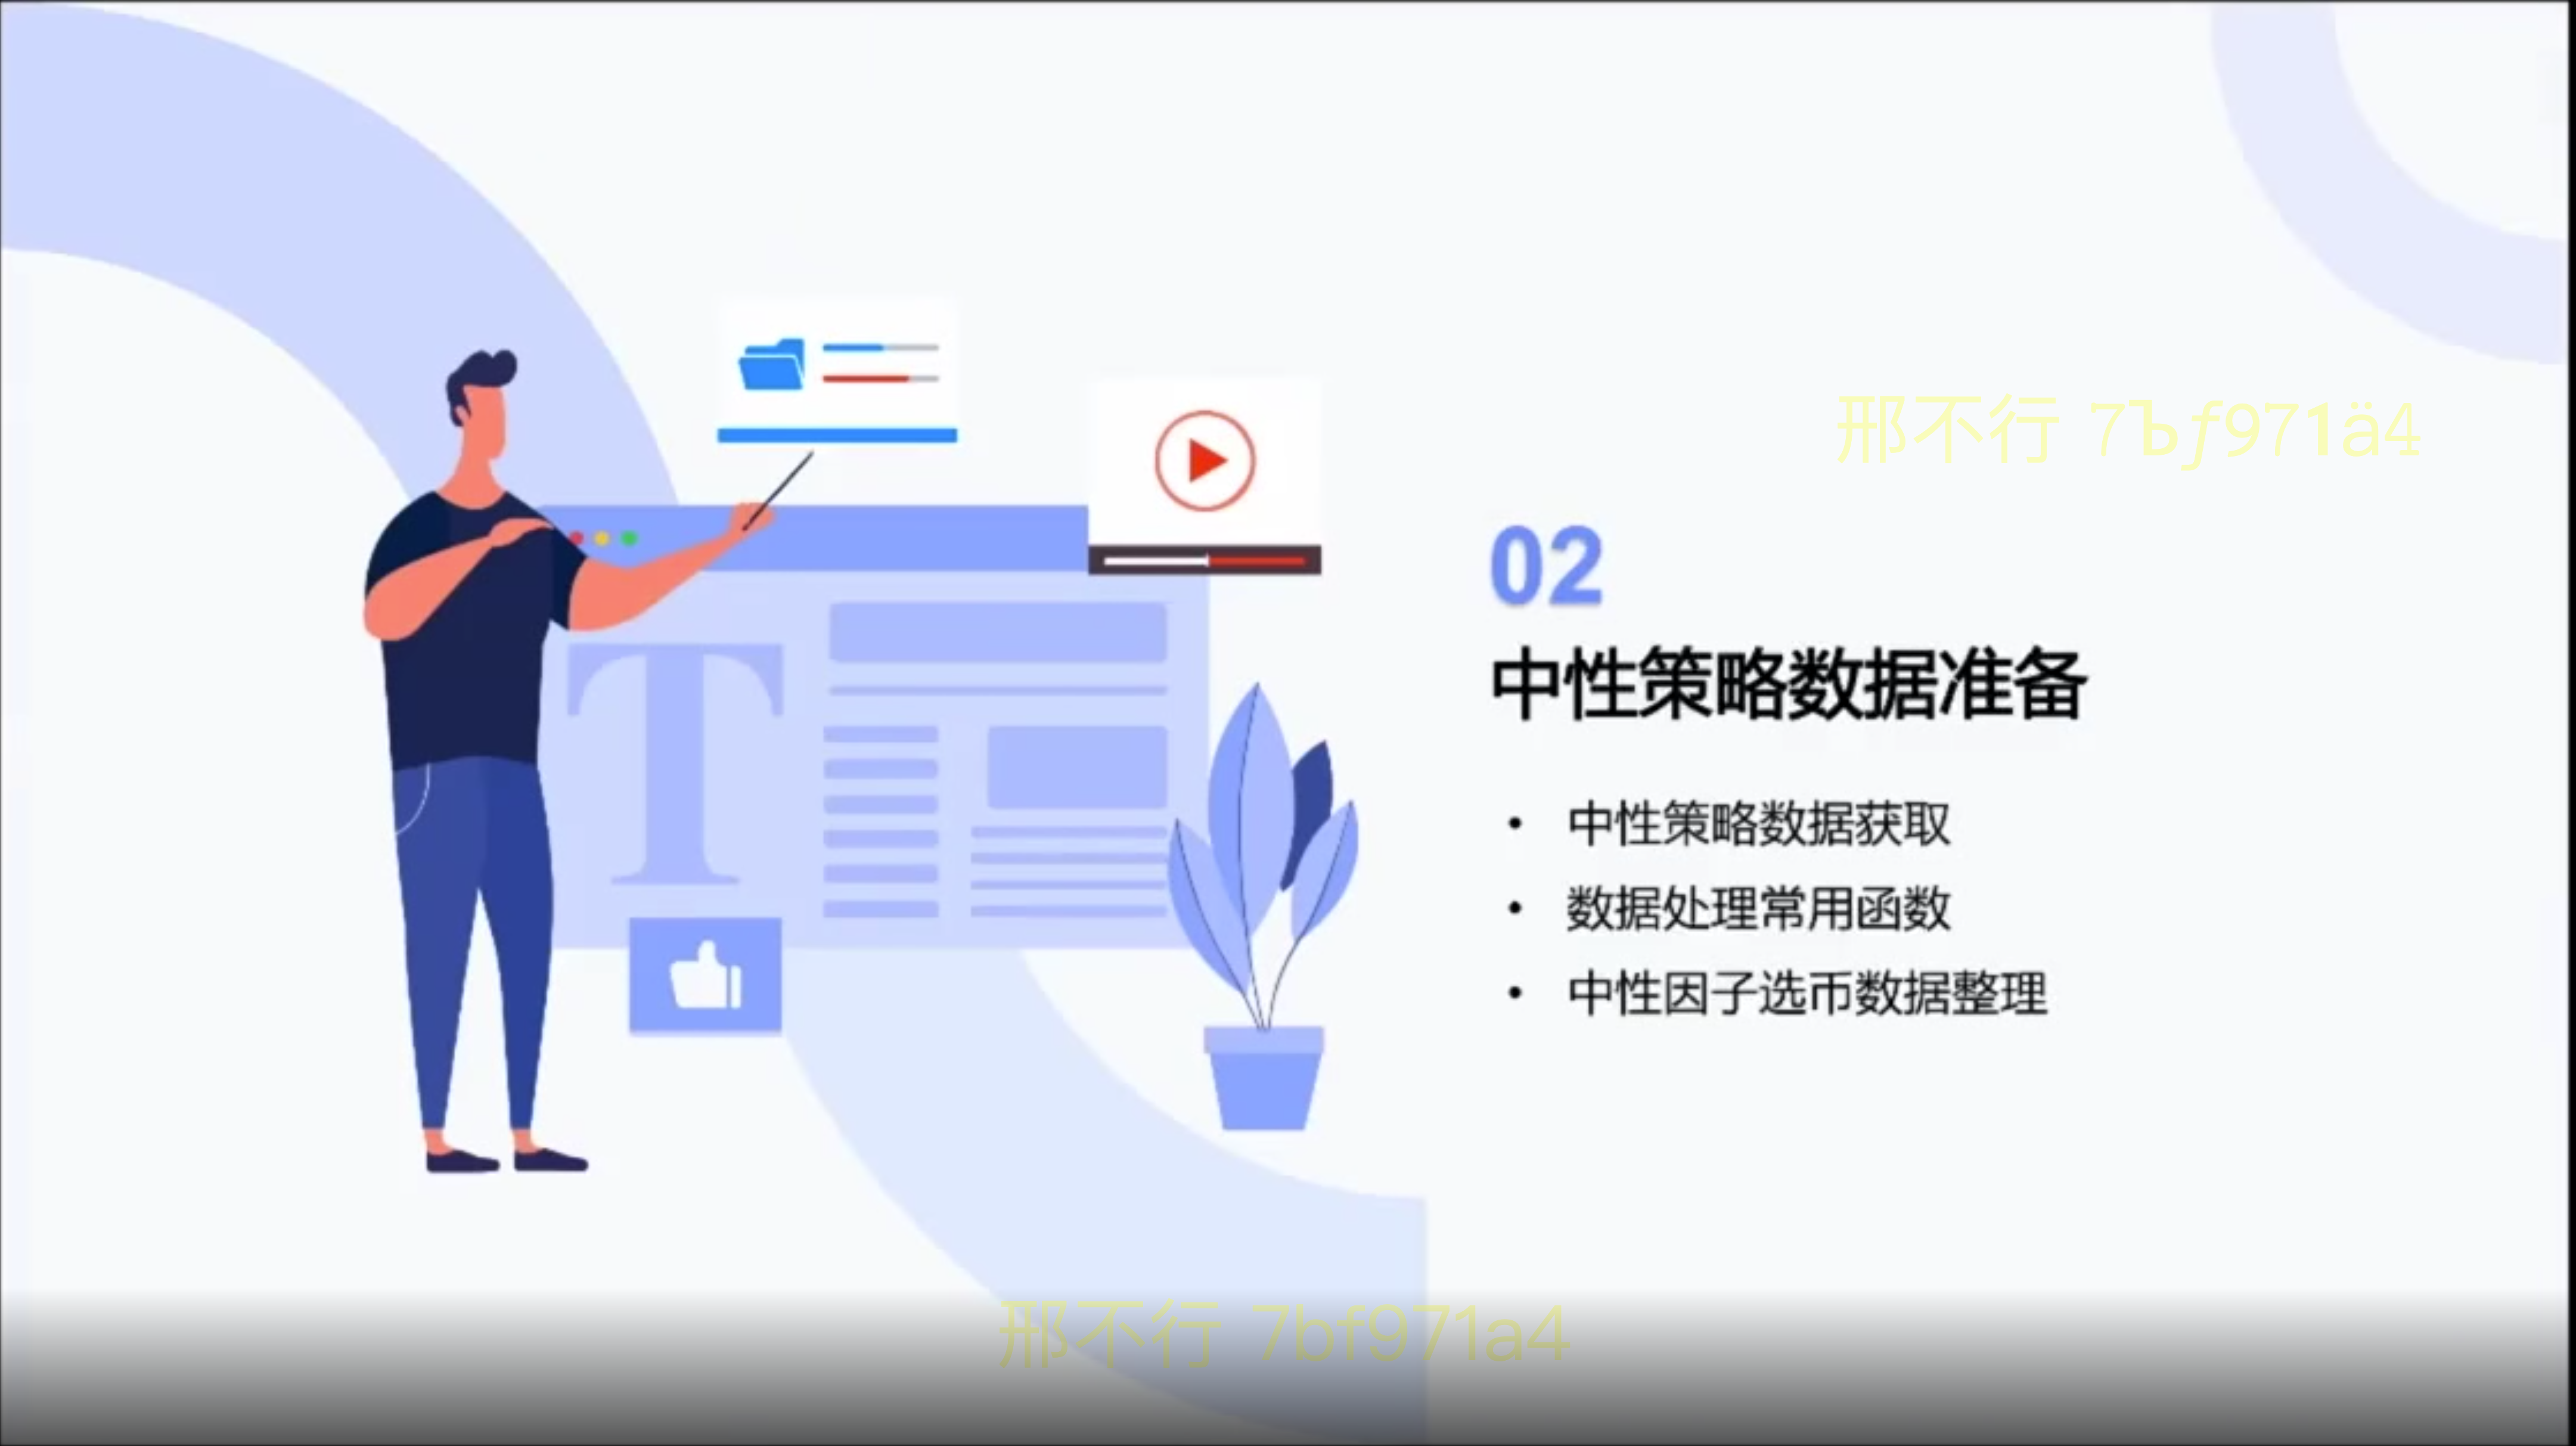 邢不行 7Ъƒ971ä4
02
中性策略数据准备
• 中性策略数据获取
• 数据处理常用函数
• 中性因子选币数据整理
T
邢不行 7bf971a4